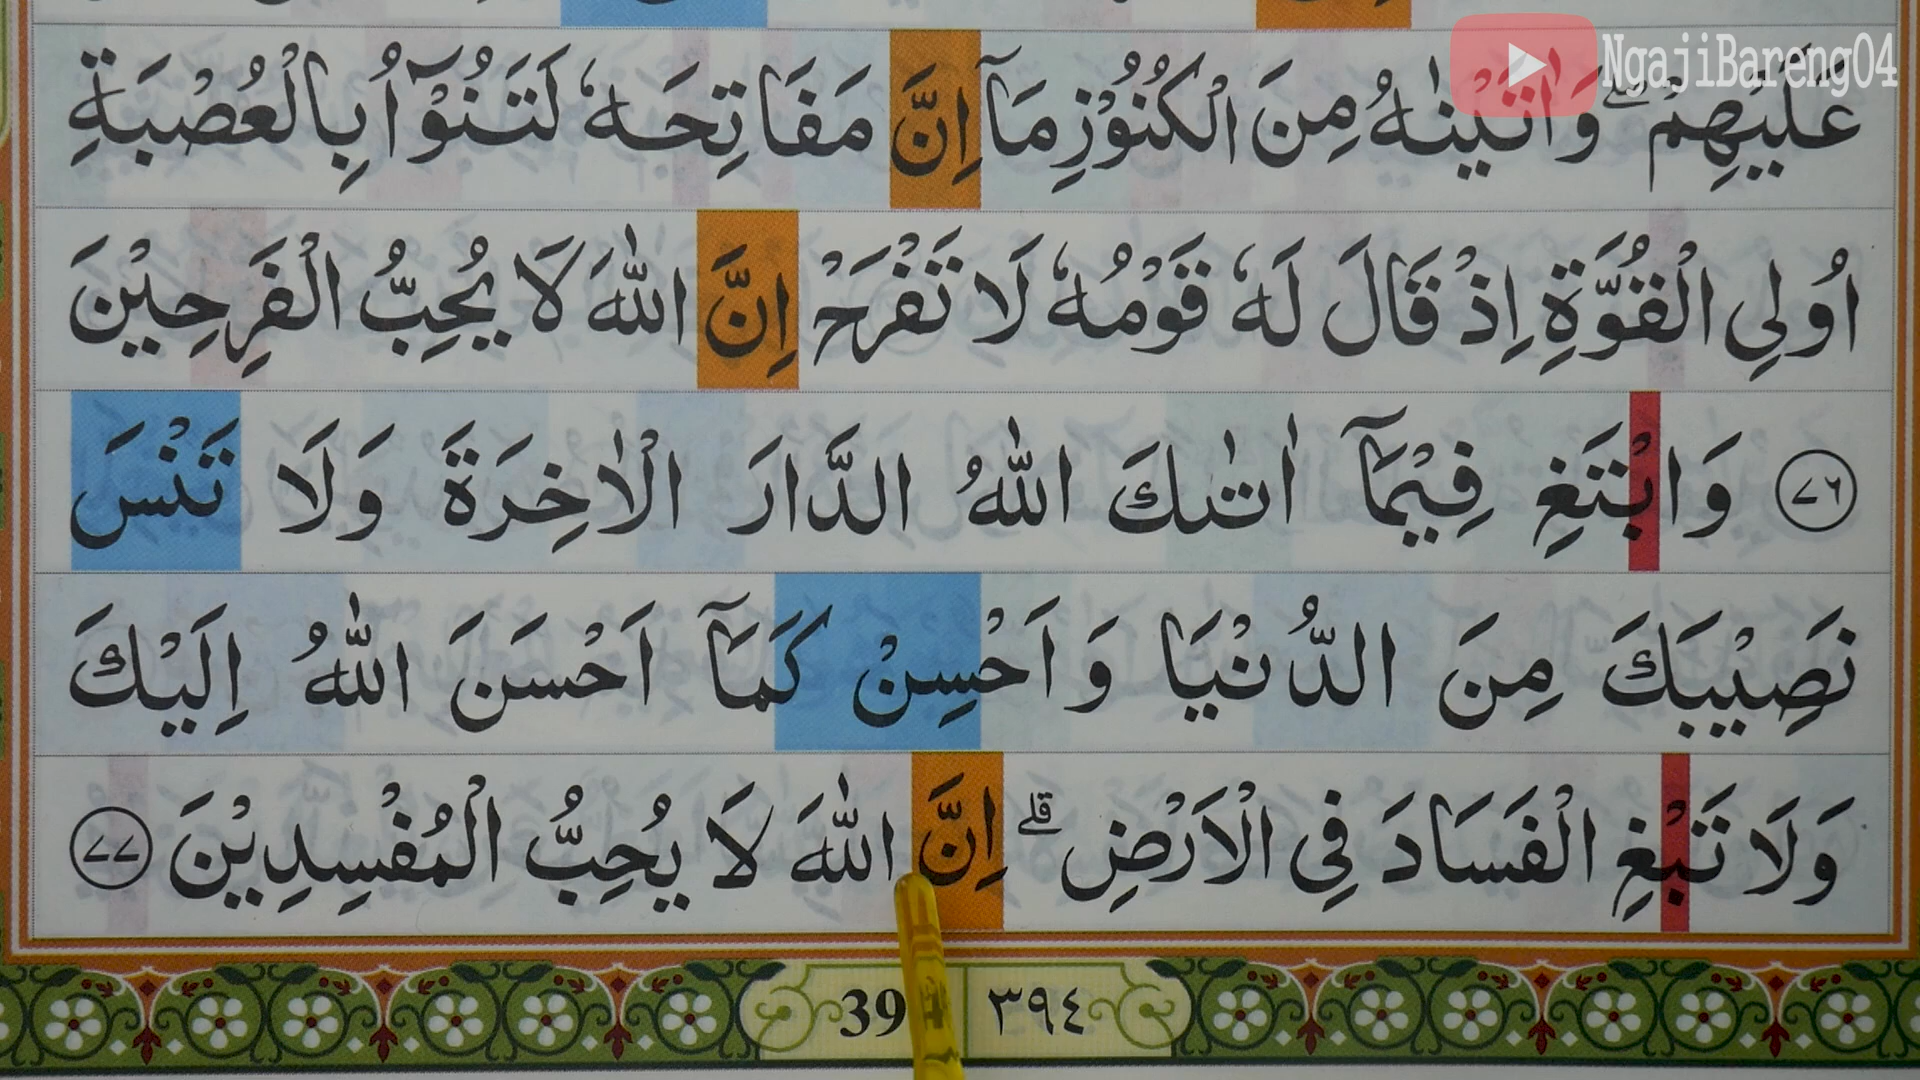 NgajiBareng04
عَلَيْهِمْ ۖ وَاٰتَيْنٰهُ مِنَ الْكُنُوْزِ مَآ اِنَّ مَفَاتِحَهٗ لَتَنُوْۤاُ بِالْعُصْبَةِ
اُولِى الْقُوَّةِ اِذْ قَالَ لَهٗ قَوْمُهٗ لَا تَفْرَحْ اِنَّ اللّٰهَ لَا يُحِبُّ الْفَرِحِيْنَ
٧٦ وَابْتَغِ فِيْمَآ اٰتٰىكَ اللّٰهُ الدَّارَ الْاٰخِرَةَ وَلَا تَنْسَ
نَصِيْبَكَ مِنَ الدُّنْيَا وَاَحْسِنْ كَمَآ اَحْسَنَ اللّٰهُ اِلَيْكَ
وَلَا تَبْغِ الْفَسَادَ فِى الْاَرْضِ ۗ اِنَّ اللّٰهَ لَا يُحِبُّ الْمُفْسِدِيْنَ ٧٧
39 ٣٩٤